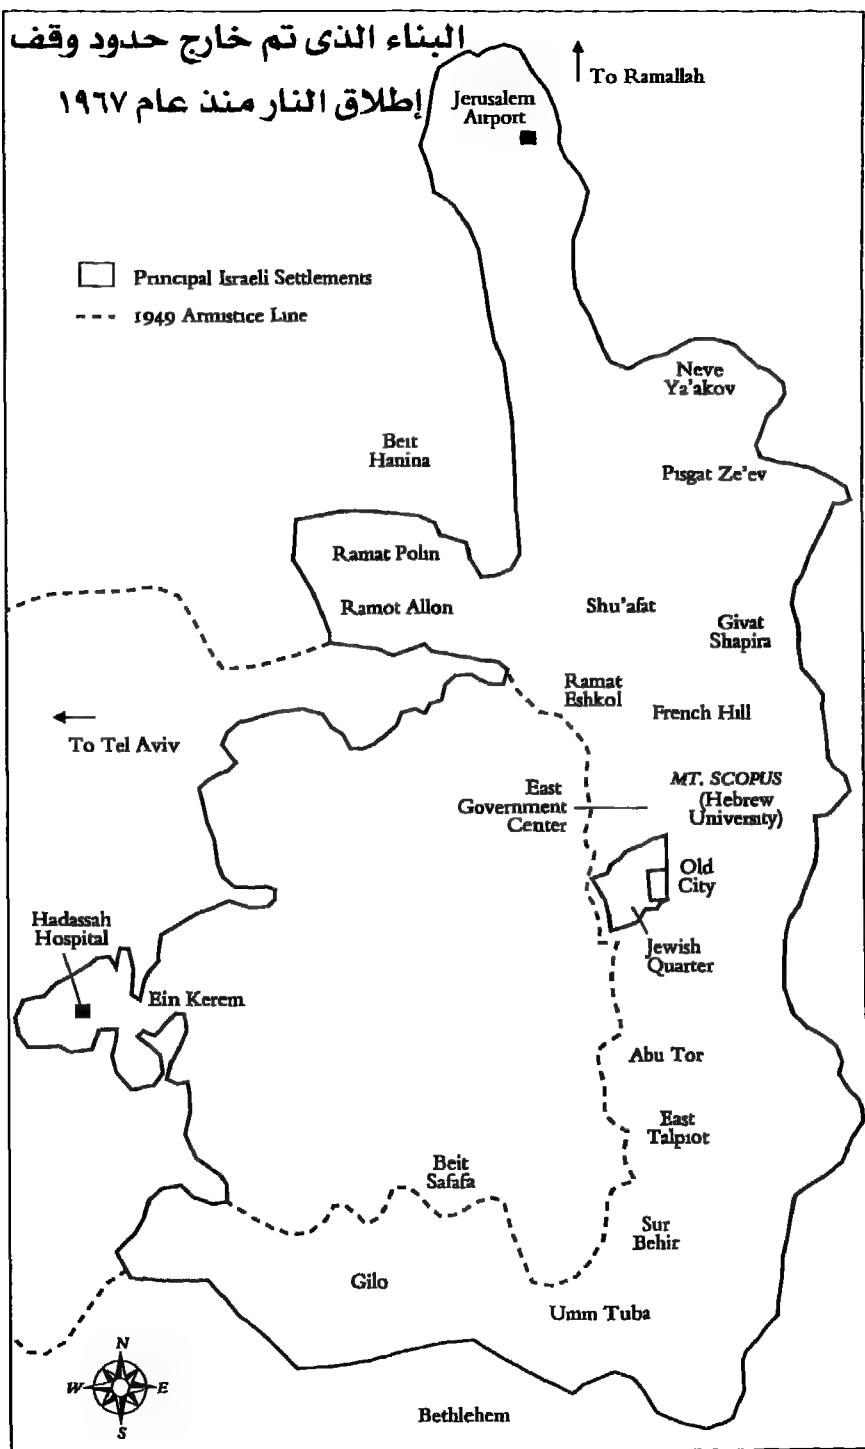 البناء الذى تم خارج حدود وقف
إطلاق النار منذ عام ١٩٦٧
To Ramallah
Jerusalem
Airport
Principal Israeli Settlements
1949 Armistice Line
Neve
Ya'akov
Beit
Hanina
Pisgat Ze'ev
Ramat Polin
Ramot Allon
Shu'afat
Givat
Shapira
Ramat
Eshkol
French Hill
To Tel Aviv
MT. SCOPUS
(Hebrew
University)
East
Government
Center
Old
City
Hadassah
Hospital
Jewish
Quarter
Ein Kerem
Abu Tor
East
Talpiot
Beit
Safafa
Sur
Behir
Gilo
Umm Tuba
N
W
E
S
Bethlehem